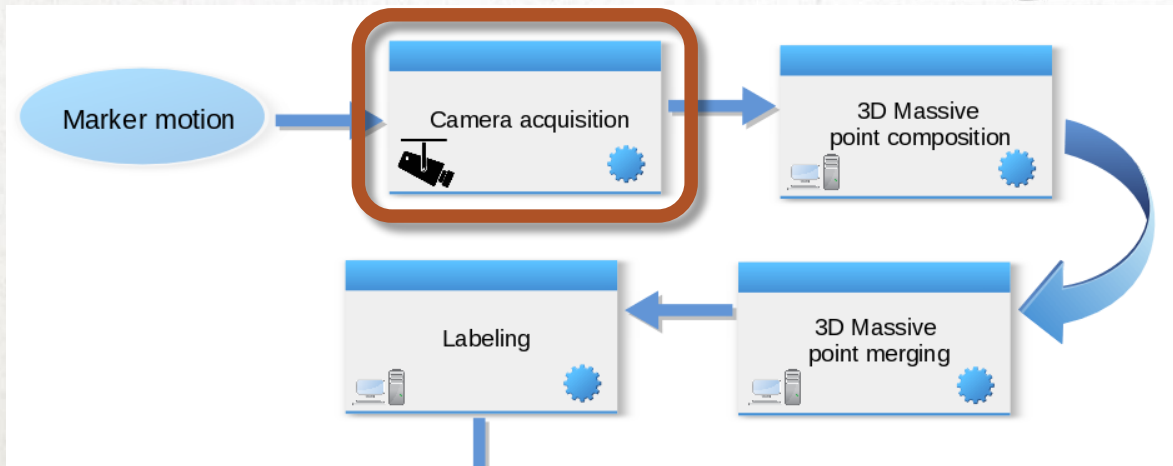 Marker motion
Camera acquisition
3D Massive
point composition
3D Massive
point merging
Labeling